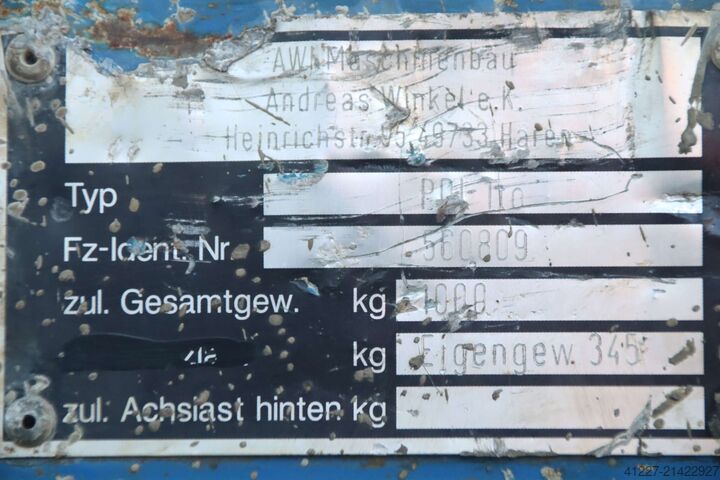 AWI Maschinenbau
Andreas Winkel e.K.
Heinrichstr. 95 49733 Haren
Typ
Fz-Ident. Nr. 560809
zul. Gesamtgew. kg 1000
kg Eigengew. 345
zul. Achslast hinten kg
41227-21422927